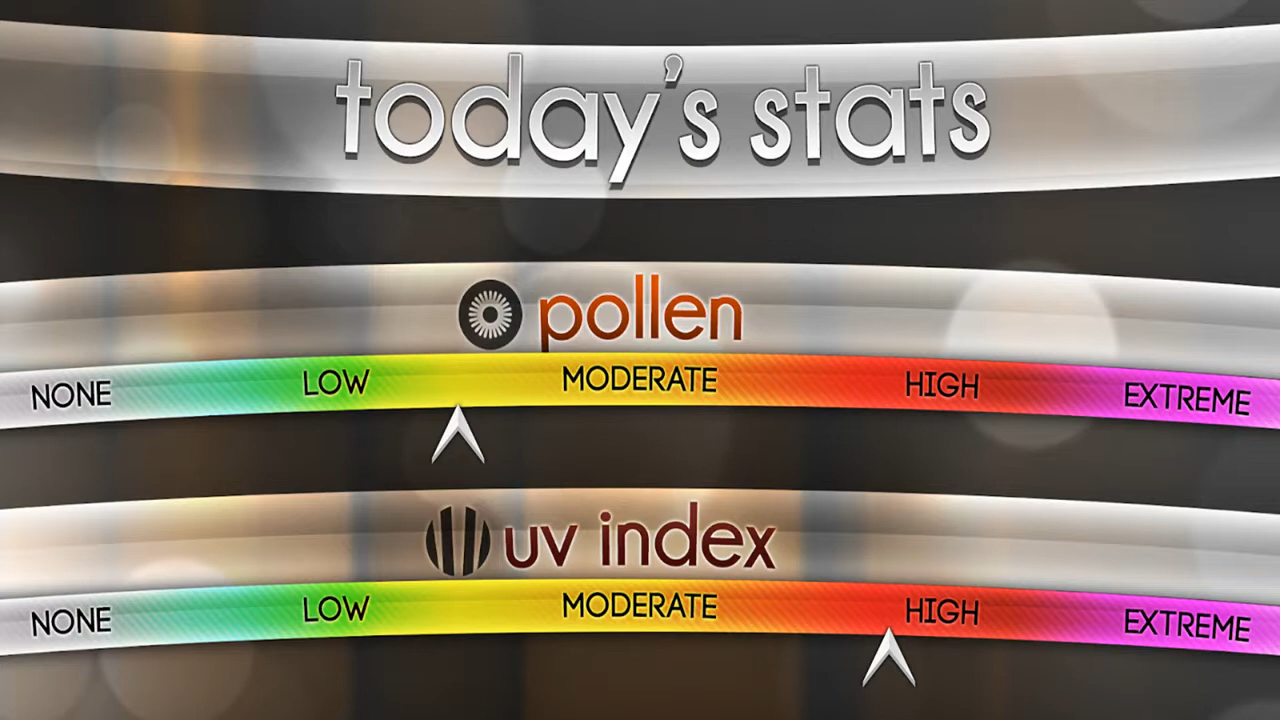 today's stats
pollen
NONE LOW MODERATE HIGH EXTREME
uv index
NONE LOW MODERATE HIGH EXTREME